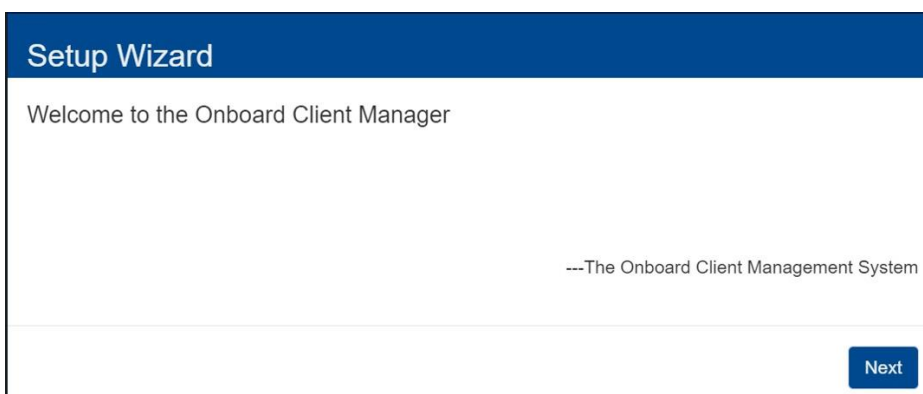 Setup Wizard
Welcome to the Onboard Client Manager
---The Onboard Client Management System
Next